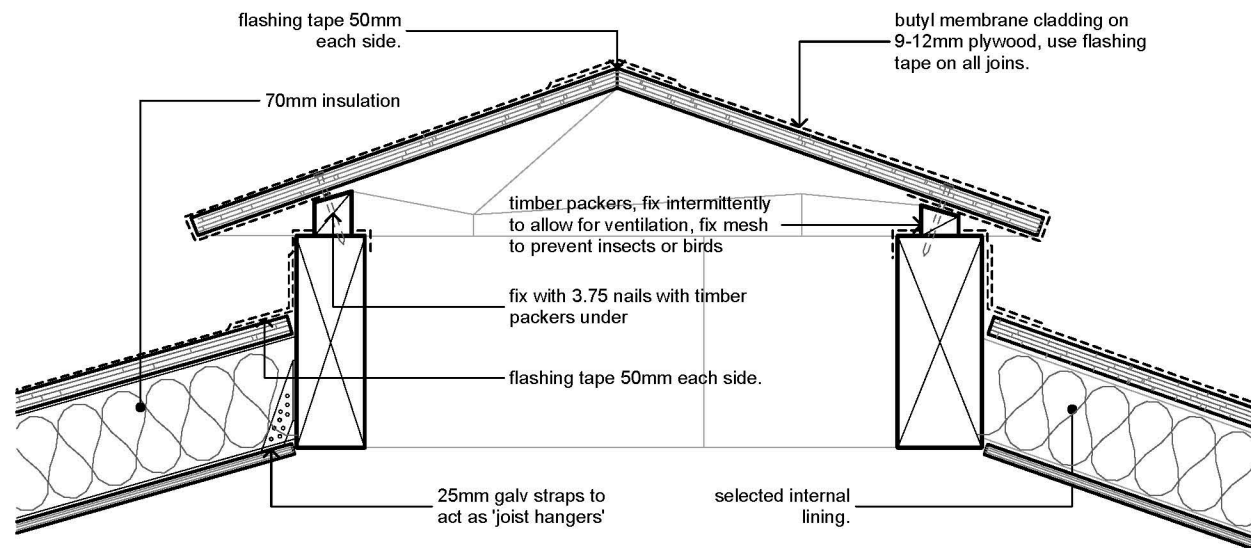 flashing tape 50mm
each side.
butyl membrane cladding on
9-12mm plywood, use flashing
tape on all joins.
70mm insulation
timber packers, fix intermittently
to allow for ventilation, fix mesh
to prevent insects or birds
fix with 3.75 nails with timber
packers under
flashing tape 50mm each side.
25mm galv straps to
act as 'joist hangers'
selected internal
lining.